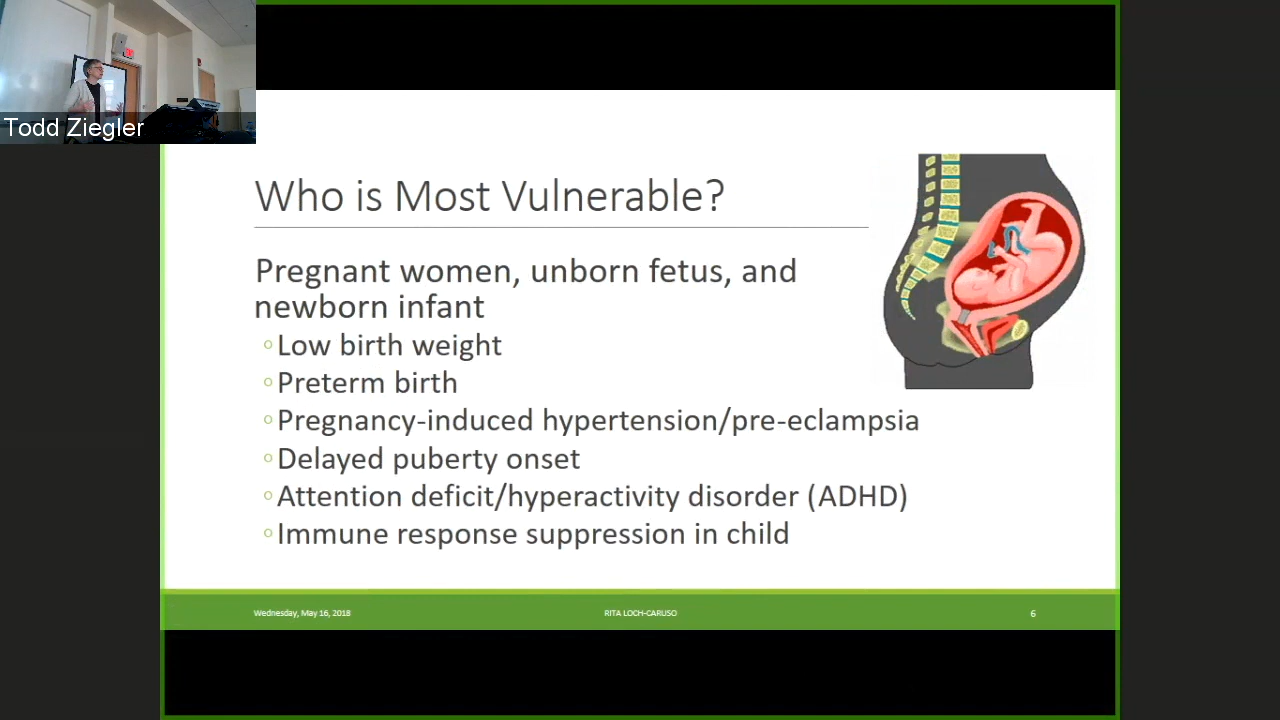 Todd Ziegler
Who is Most Vulnerable?
Pregnant women, unborn fetus, and
newborn infant
Low birth weight
Preterm birth
Pregnancy-induced hypertension/pre-eclampsia
Delayed puberty onset
Attention deficit/hyperactivity disorder (ADHD)
Immune response suppression in child
Wednesday, May 16, 2018
RITA LOCH-CARUSO
6